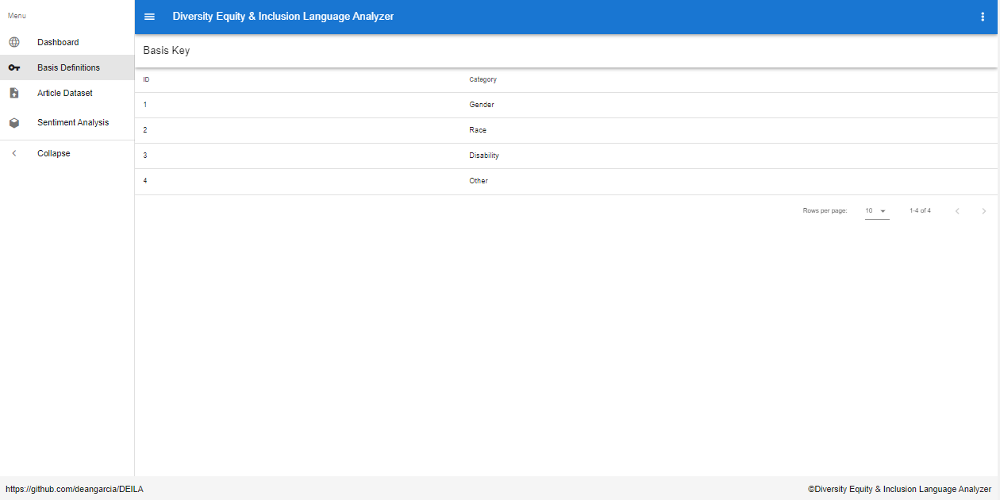 Menu
Diversity Equity & Inclusion Language Analyzer
Dashboard
Basis Definitions
Article Dataset
Sentiment Analysis
Collapse
Basis Key
ID Category
1 Gender
2 Race
3 Disability
4 Other
Rows per page: 10 1-4 of 4
https://github.com/deangarcia/DEILA
©Diversity Equity & Inclusion Language Analyzer